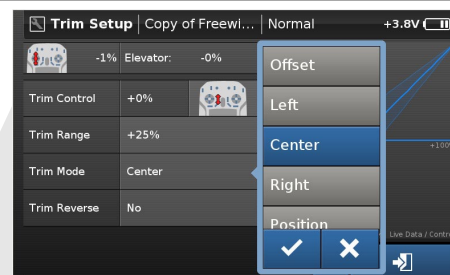 Trim Setup Copy of Freewi... Normal +3.8V
-1% Elevator: -0%
Trim Control +0%
Trim Range +25%
Trim Mode Center
Trim Reverse No
Offset
Left
Center
Right
Position
+100
Live Data / Contr